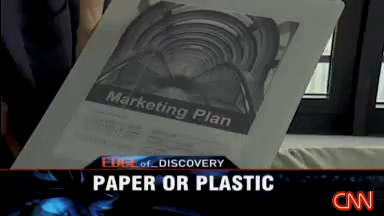 Marketing Plan
EDGE of... DISCOVERY
PAPER OR PLASTIC
CNN